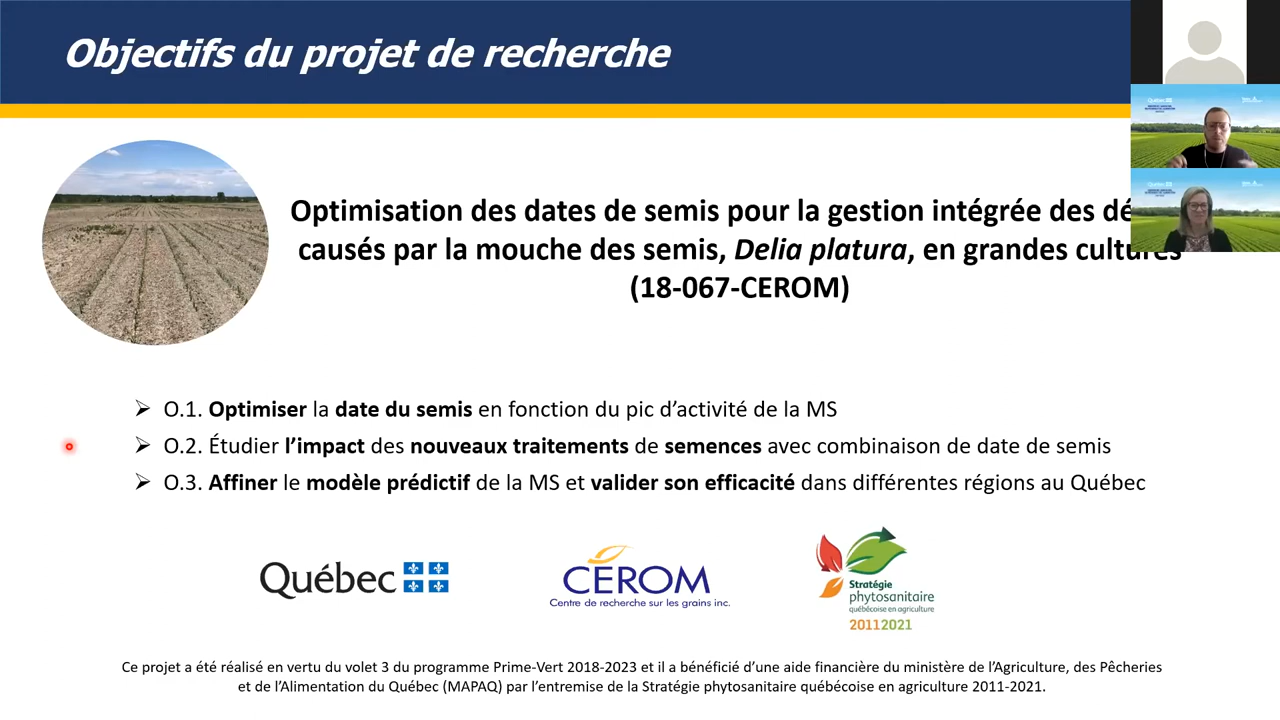 Objectifs du projet de recherche
Optimisation des dates de semis pour la gestion intégrée des
causés par la mouche des semis, Delia platura, en grandes cultures
(18-067-CEROM)
➢ O.1. Optimiser la date du semis en fonction du pic d’activité de la MS
➢ O.2. Étudier l’impact des nouveaux traitements de semences avec combinaison de date de semis
➢ O.3. Affiner le modèle prédictif de la MS et valider son efficacité dans différentes régions au Québec
Québec
CÉROM
Centre de recherche sur les grains inc.
Stratégie
phytosanitaire
québécoise en agriculture
20112021
Ce projet a été réalisé en vertu du volet 3 du programme Prime-Vert 2018-2023 et il a bénéficié d’une aide financière du ministère de l’Agriculture, des Pêcheries
et de l’Alimentation du Québec (MAPAQ) par l’entremise de la Stratégie phytosanitaire québécoise en agriculture 2011-2021.